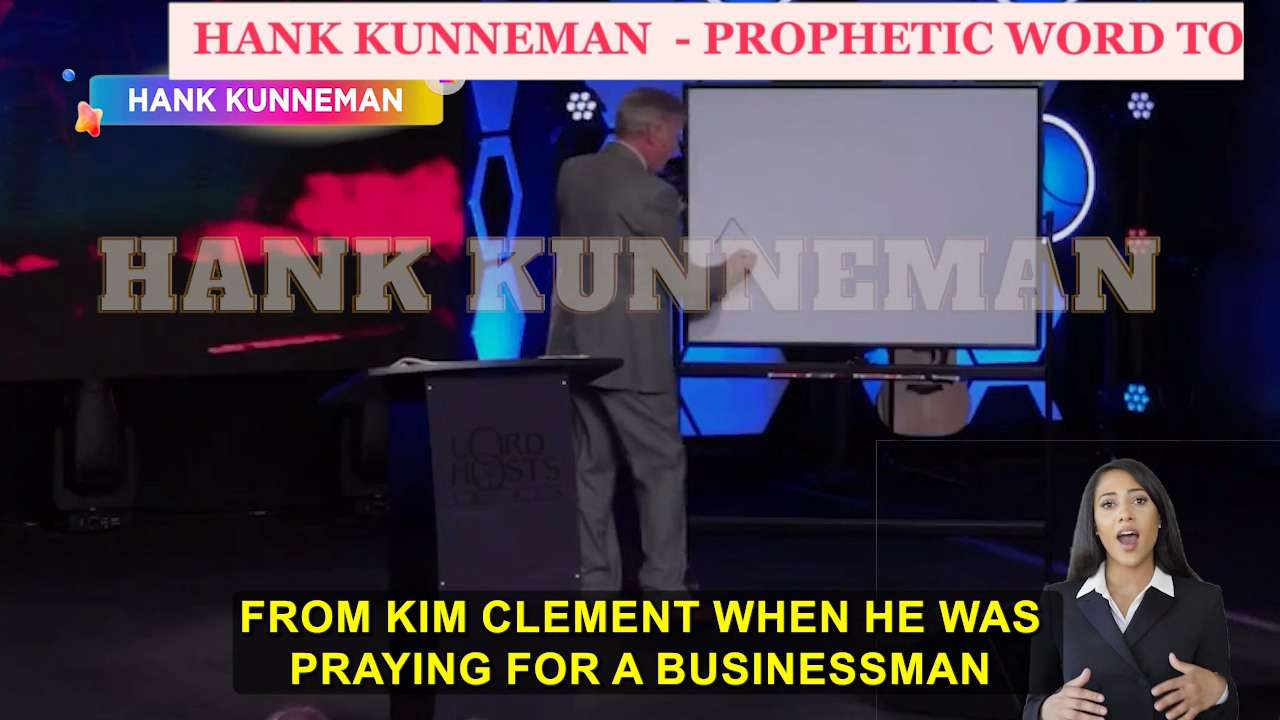 HANK KUNNEMAN - PROPHETIC WORD TO
HANK KUNNEMAN
HANK KUNNEMAN
LORD
HOSTS
FROM KIM CLEMENT WHEN HE WAS
PRAYING FOR A BUSINESSMAN